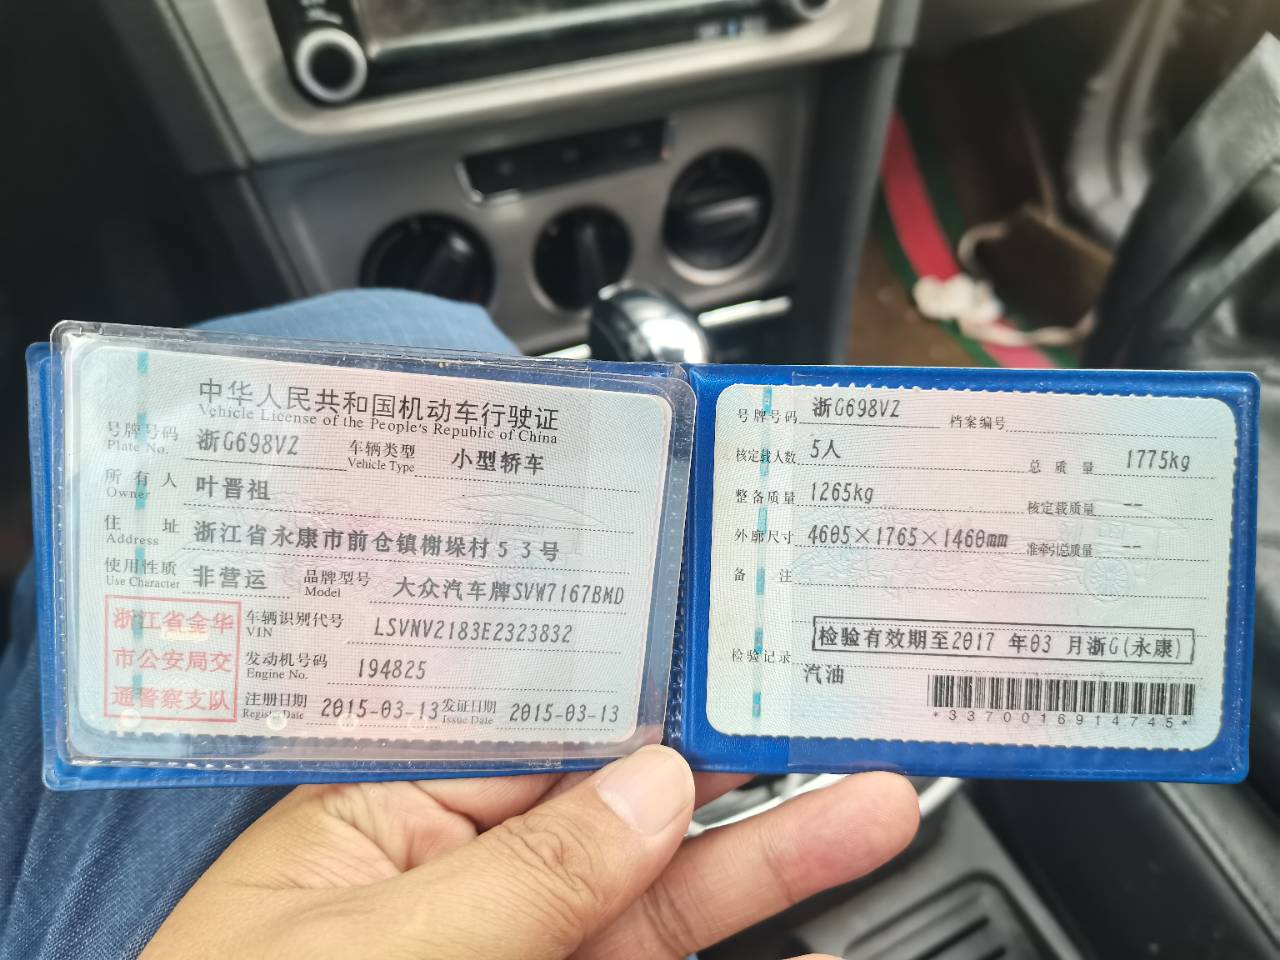 中华人民共和国机动车行驶证
Vehicle License of the People's Republic of China
号牌号码 浙G698VZ 车辆类型 小型轿车
Plate No. Vehicle Type
所有人 叶晋祖
Owner
住址 浙江省永康市前仓镇棚垛村53号
Address
使用性质 非营运 品牌型号 大众汽车牌SVW7167BMD
Use Character Model
浙江省金华
市公安局交
通警察支队
车辆识别代号 LSVNV2183E2323832
VIN
发动机号码 194825
Engine No.
注册日期 2015-03-13 发证日期 2015-03-13
Register Date Issue Date
号牌号码 浙G698VZ 档案编号
核定载人数 5人 总质量 1775kg
整备质量 1265kg 核定载质量 --
外廓尺寸 4605×1765×1460mm 准牵引总质量 --
备注
检验有效期至2017 年03 月浙G(永康)
检验记录
汽油
*3370016914745*